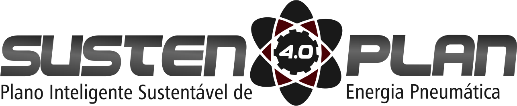 SUSTEN 4.0 PLAN
Plano Inteligente Sustentável de Energia Pneumática